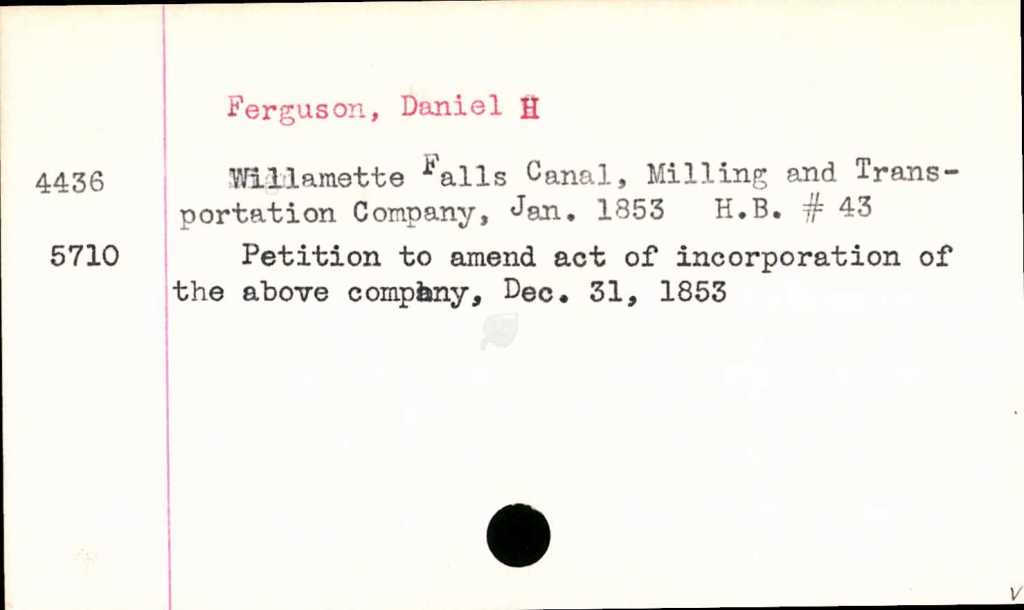 Ferguson, Daniel H
4436 Willamette Falls Canal, Milling and Trans-
portation Company, Jan. 1853 H.B. # 43
5710 Petition to amend act of incorporation of
the above company, Dec. 31, 1853
v